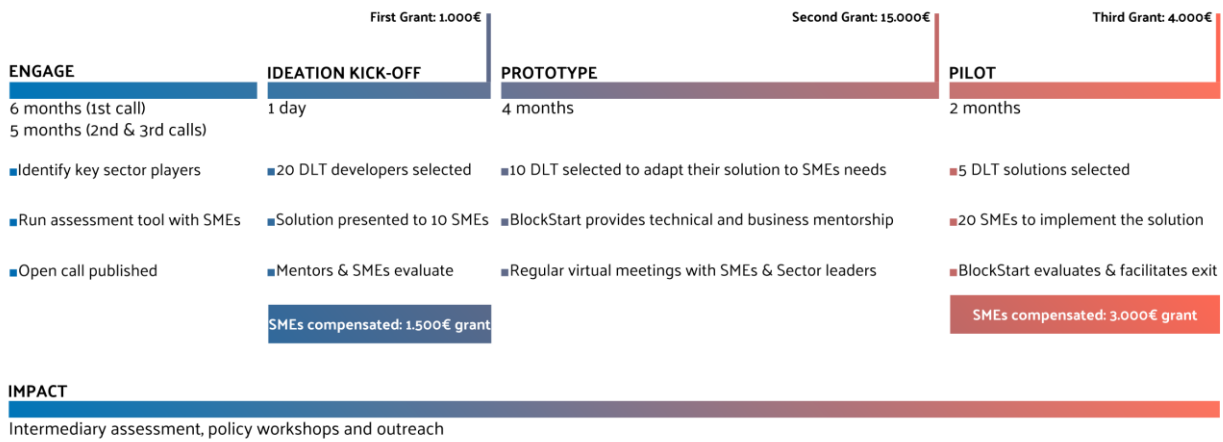 First Grant: 1.000€
Second Grant: 15.000€
Third Grant: 4.000€
ENGAGE
6 months (1st call)
5 months (2nd & 3rd calls)
Identify key sector players
Run assessment tool with SMEs
Open call published
IDEATION KICK-OFF
1 day
20 DLT developers selected
Solution presented to 10 SMEs
Mentors & SMEs evaluate
SMEs compensated: 1.500€ grant
PROTOTYPE
4 months
10 DLT selected to adapt their solution to SMEs needs
BlockStart provides technical and business mentorship
Regular virtual meetings with SMEs & Sector leaders
PILOT
2 months
5 DLT solutions selected
20 SMEs to implement the solution
BlockStart evaluates & facilitates exit
SMEs compensated: 3.000€ grant
IMPACT
Intermediary assessment, policy workshops and outreach